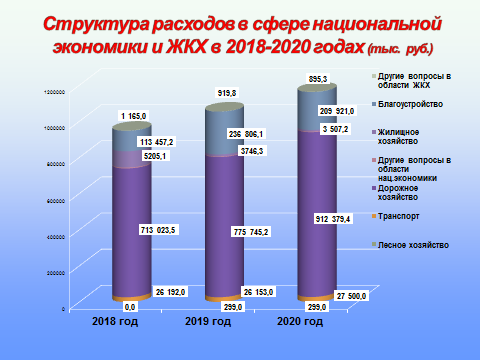 Структура расходов в сфере национальной
экономики и ЖКХ в 2018-2020 годах (тыс. руб.)
1200000
1000000
800000
600000
400000
200000
0
1 165,0
113 457,2
5205,1
713 023,5
26 192,0
0,0
919,8
236 806,1
3746,3
775 745,2
26 153,0
299,0
895,3
209 921,0
3 507,2
912 379,4
27 500,0
299,0
2018 год
2019 год
2020 год
Другие вопросы в
области ЖКХ
Благоустройство
Жилищное
хозяйство
Другие вопросы в
области
нац.экономики
Дорожное
хозяйство
Транспорт
Лесное хозяйство